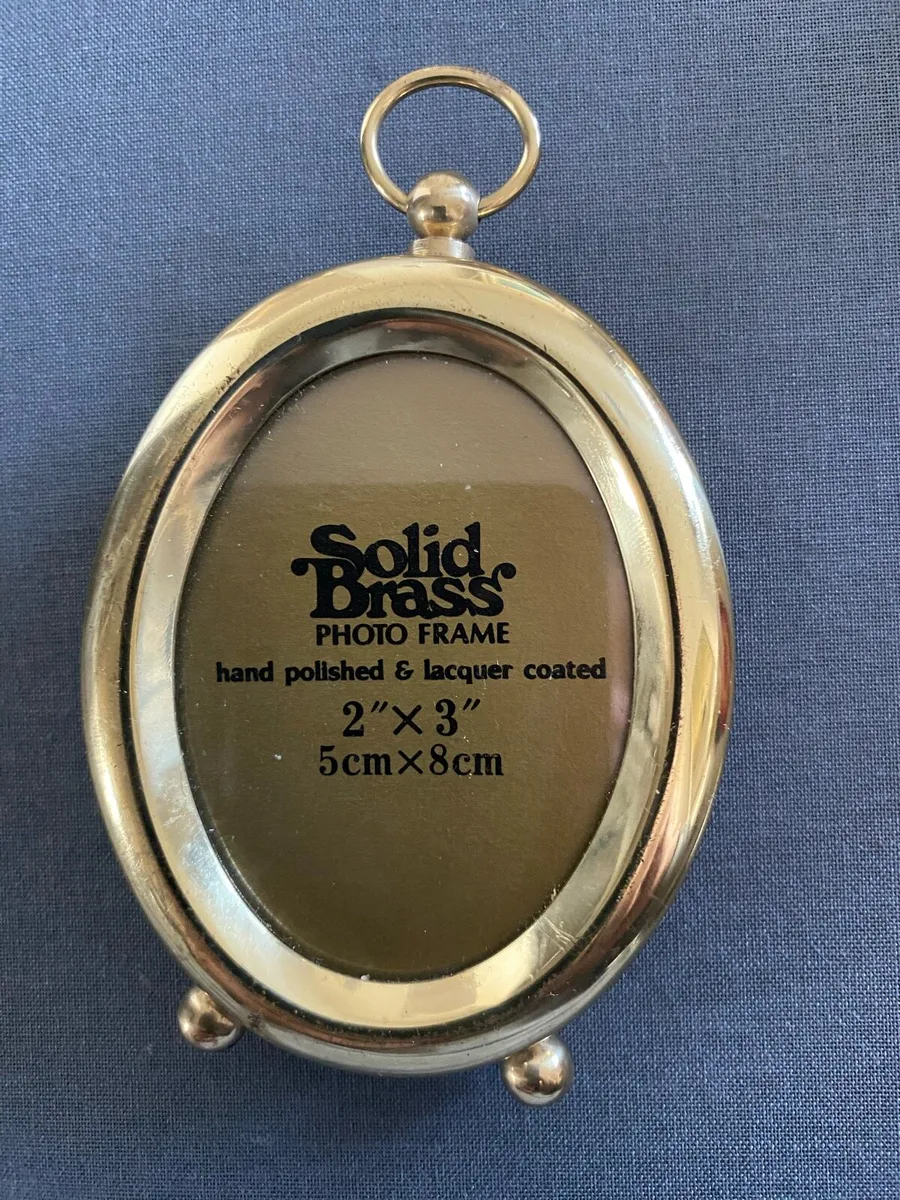 Solid
Brass
PHOTO FRAME
hand polished & lacquer coated
2″×3″
5cm×8cm